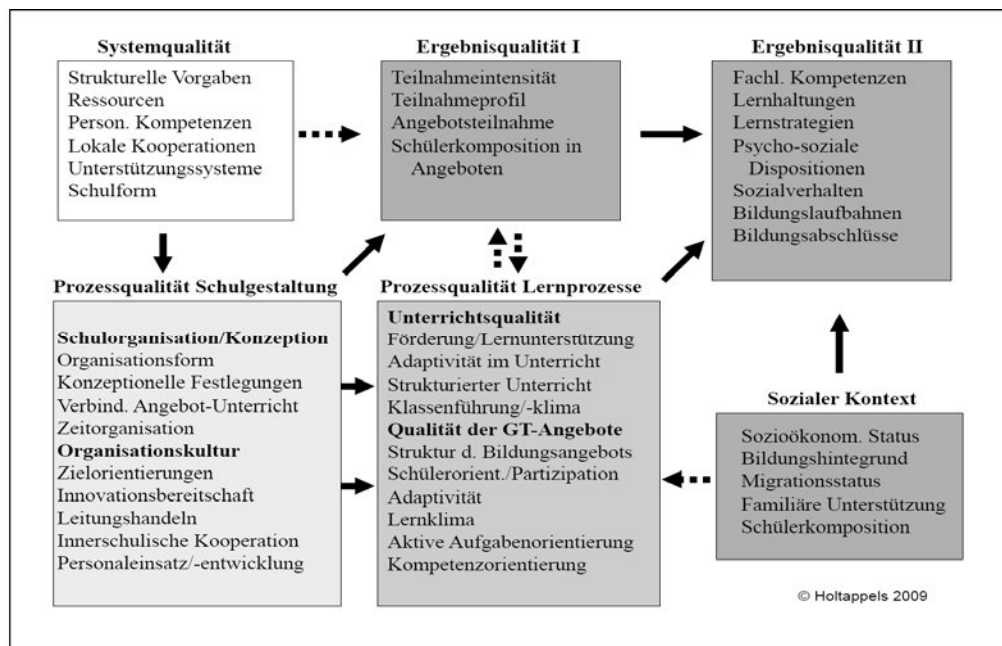 Systemqualität
Strukturelle Vorgaben
Ressourcen
Person. Kompetenzen
Lokale Kooperationen
Unterstützungssysteme
Schulform
Ergebnisqualität I
Teilnahmeintensität
Teilnahmeprofil
Angebotsteilnahme
Schülerkomposition in
Angeboten
Ergebnisqualität II
Fachl. Kompetenzen
Lernhaltungen
Lernstrategien
Psycho-soziale
Dispositionen
Sozialverhalten
Bildungslaufbahnen
Bildungsabschlüsse
Prozessqualität Schulgestaltung
Schulorganisation/Konzeption
Organisationsform
Konzeptionelle Festlegungen
Verbind. Angebot-Unterricht
Zeitorganisation
Organisationskultur
Zielorientierungen
Innovationsbereitschaft
Leitungshandeln
Innerschulische Kooperation
Personaleinsatz/-entwicklung
Prozessqualität Lernprozesse
Unterrichtsqualität
Förderung/Lernunterstützung
Adaptivität im Unterricht
Strukturierter Unterricht
Klassenführung/-klima
Qualität der GT-Angebote
Struktur d. Bildungsangebots
Schülerorient./Partizipation
Adaptivität
Lernklima
Aktive Aufgabenorientierung
Kompetenzorientierung
Sozialer Kontext
Sozioökonom. Status
Bildungshintegrund
Migrationsstatus
Familiäre Unterstützung
Schülerkomposition
© Holtappels 2009